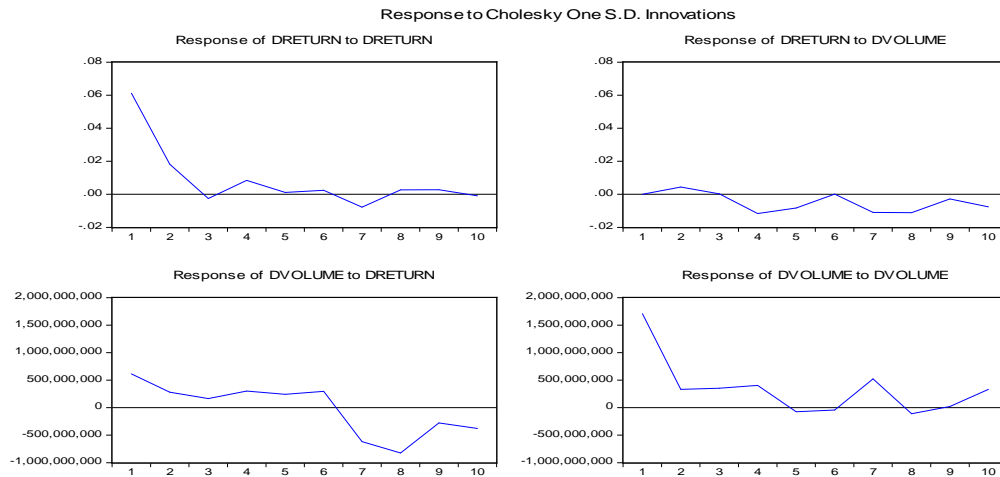 Response to Cholesky One S.D. Innovations
Response of DRETURN to DRETURN
.08
.06
.04
.02
.00
-.02
1 2 3 4 5 6 7 8 9 10
Response of DRETURN to DVOLUME
.08
.06
.04
.02
.00
-.02
1 2 3 4 5 6 7 8 9 10
Response of DVOLUME to DRETURN
2,000,000,000
1,500,000,000
1,000,000,000
500,000,000
0
-500,000,000
-1,000,000,000
1 2 3 4 5 6 7 8 9 10
Response of DVOLUME to DVOLUME
2,000,000,000
1,500,000,000
1,000,000,000
500,000,000
0
-500,000,000
-1,000,000,000
1 2 3 4 5 6 7 8 9 10